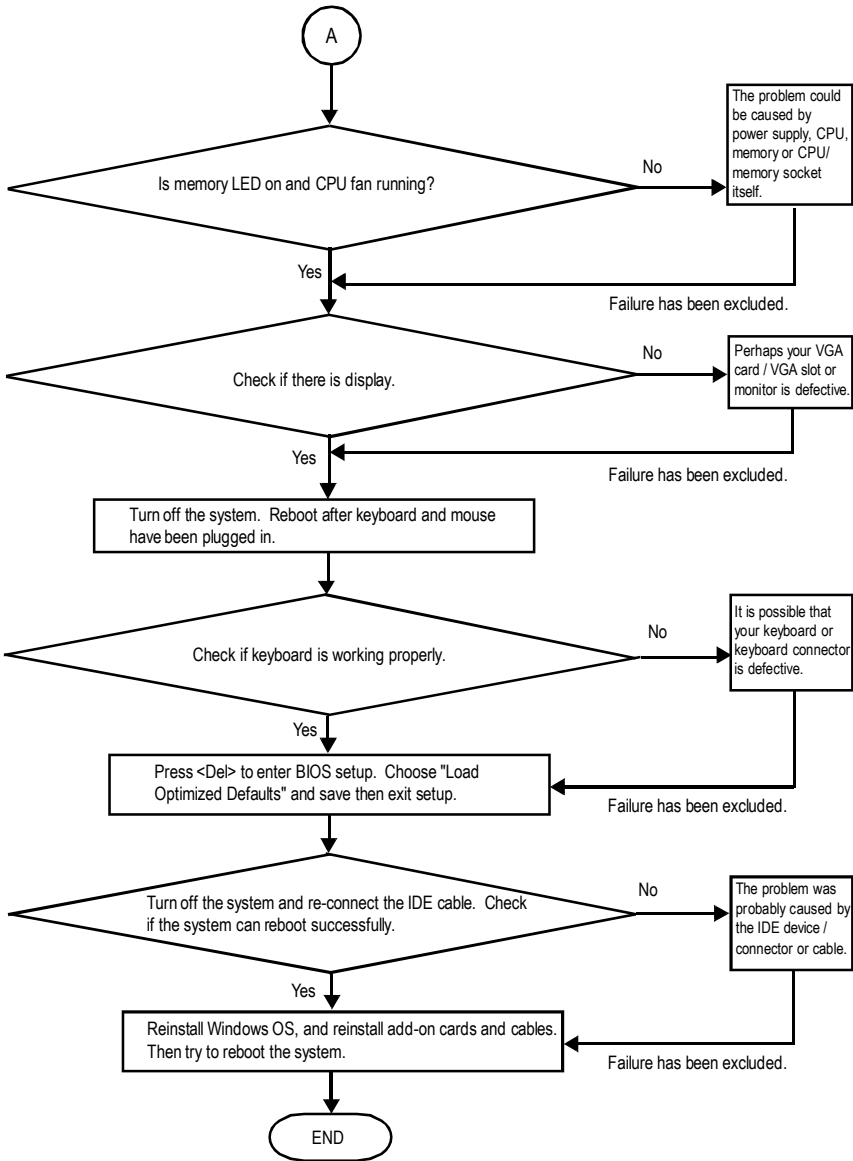 A
Is memory LED on and CPU fan running?
No
The problem could
be caused by
power supply, CPU,
memory or CPU/
memory socket
itself.
Yes
Failure has been excluded.
Check if there is display.
No
Perhaps your VGA
card / VGA slot or
monitor is defective.
Yes
Failure has been excluded.
Turn off the system. Reboot after keyboard and mouse
have been plugged in.
Check if keyboard is working properly.
No
It is possible that
your keyboard or
keyboard connector
is defective.
Yes
Press <Del> to enter BIOS setup. Choose "Load
Optimized Defaults" and save then exit setup.
Failure has been excluded.
Turn off the system and re-connect the IDE cable. Check
if the system can reboot successfully.
No
The problem was
probably caused by
the IDE device /
connector or cable.
Yes
Reinstall Windows OS, and reinstall add-on cards and cables.
Then try to reboot the system.
Failure has been excluded.
END